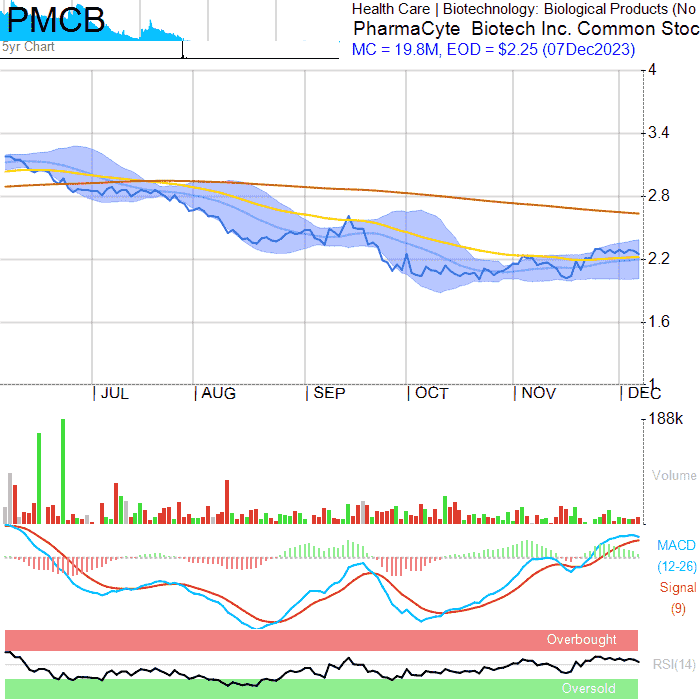 PMCB
5yr Chart
Health Care | Biotechnology: Biological Products (No
PharmaCyte Biotech Inc. Common Stoc
MC = 19.8M, EOD = $2.25 (07Dec2023)
4
3.4
2.8
2.2
1.6
1
| JUL | AUG | SEP | OCT | NOV | DEC
188k
Volume
MACD
(12-26)
Signal
(9)
Overbought
RSI(14)
Oversold